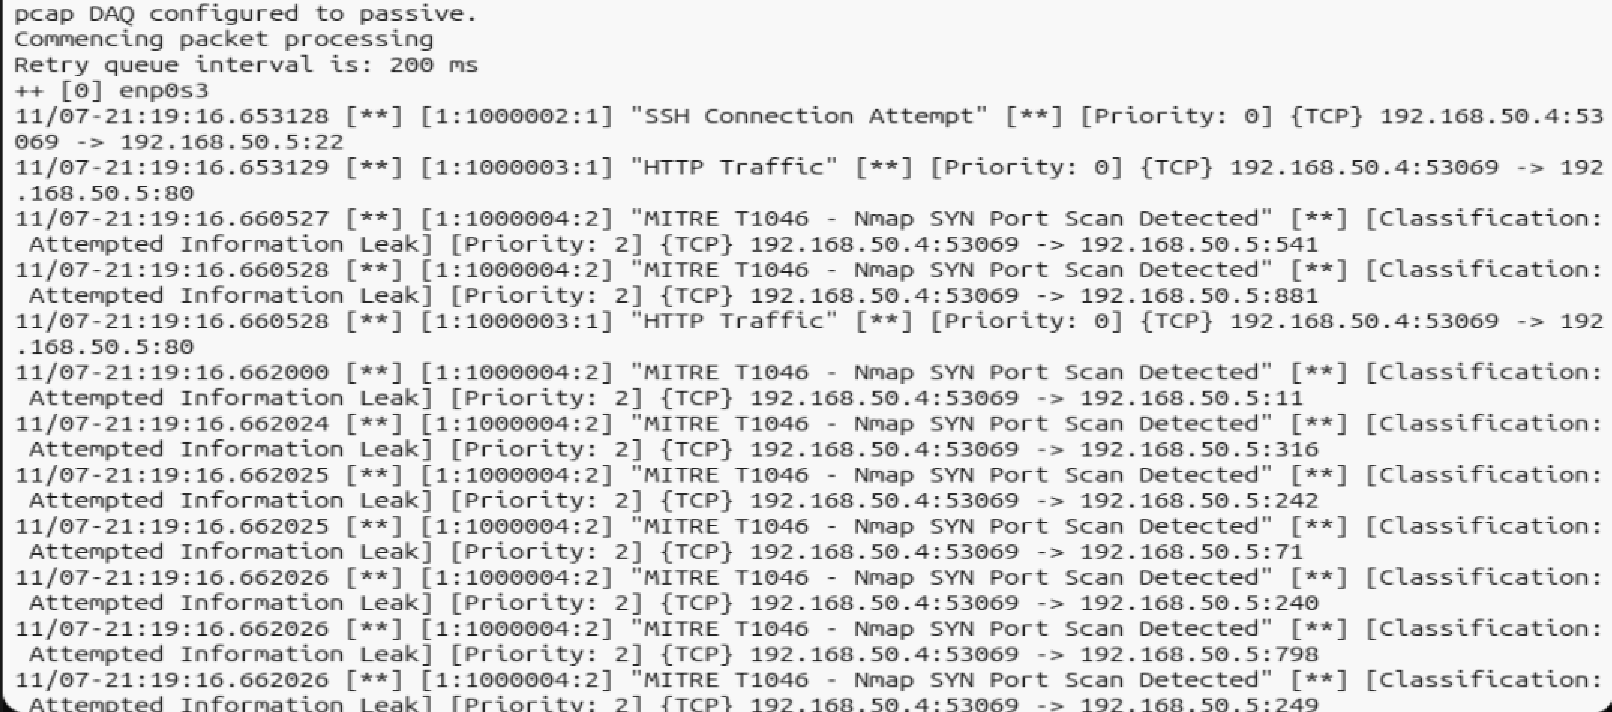 pcap DAQ configured to passive.
Commencing packet processing
Retry queue interval is: 200 ms
++ [0] enp0s3
11/07-21:19:16.653128 [**] [1:1000002:1] "SSH Connection Attempt" [**] [Priority: 0] {TCP} 192.168.50.4:53
069 -> 192.168.50.5:22
11/07-21:19:16.653129 [**] [1:1000003:1] "HTTP Traffic" [**] [Priority: 0] {TCP} 192.168.50.4:53069 -> 192
.168.50.5:80
11/07-21:19:16.660527 [**] [1:1000004:2] "MITRE T1046 - Nmap SYN Port Scan Detected" [**] [Classification:
 Attempted Information Leak] [Priority: 2] {TCP} 192.168.50.4:53069 -> 192.168.50.5:541
11/07-21:19:16.660528 [**] [1:1000004:2] "MITRE T1046 - Nmap SYN Port Scan Detected" [**] [Classification:
 Attempted Information Leak] [Priority: 2] {TCP} 192.168.50.4:53069 -> 192.168.50.5:881
11/07-21:19:16.660528 [**] [1:1000003:1] "HTTP Traffic" [**] [Priority: 0] {TCP} 192.168.50.4:53069 -> 192
.168.50.5:80
11/07-21:19:16.662000 [**] [1:1000004:2] "MITRE T1046 - Nmap SYN Port Scan Detected" [**] [Classification:
 Attempted Information Leak] [Priority: 2] {TCP} 192.168.50.4:53069 -> 192.168.50.5:11
11/07-21:19:16.662024 [**] [1:1000004:2] "MITRE T1046 - Nmap SYN Port Scan Detected" [**] [Classification:
 Attempted Information Leak] [Priority: 2] {TCP} 192.168.50.4:53069 -> 192.168.50.5:316
11/07-21:19:16.662025 [**] [1:1000004:2] "MITRE T1046 - Nmap SYN Port Scan Detected" [**] [Classification:
 Attempted Information Leak] [Priority: 2] {TCP} 192.168.50.4:53069 -> 192.168.50.5:242
11/07-21:19:16.662025 [**] [1:1000004:2] "MITRE T1046 - Nmap SYN Port Scan Detected" [**] [Classification:
 Attempted Information Leak] [Priority: 2] {TCP} 192.168.50.4:53069 -> 192.168.50.5:71
11/07-21:19:16.662026 [**] [1:1000004:2] "MITRE T1046 - Nmap SYN Port Scan Detected" [**] [Classification:
 Attempted Information Leak] [Priority: 2] {TCP} 192.168.50.4:53069 -> 192.168.50.5:240
11/07-21:19:16.662026 [**] [1:1000004:2] "MITRE T1046 - Nmap SYN Port Scan Detected" [**] [Classification:
 Attempted Information Leak] [Priority: 2] {TCP} 192.168.50.4:53069 -> 192.168.50.5:798
11/07-21:19:16.662026 [**] [1:1000004:2] "MITRE T1046 - Nmap SYN Port Scan Detected" [**] [Classification:
 Attempted Information Leak] [Priority: 2] {TCP} 192.168.50.4:53069 -> 192.168.50.5:249